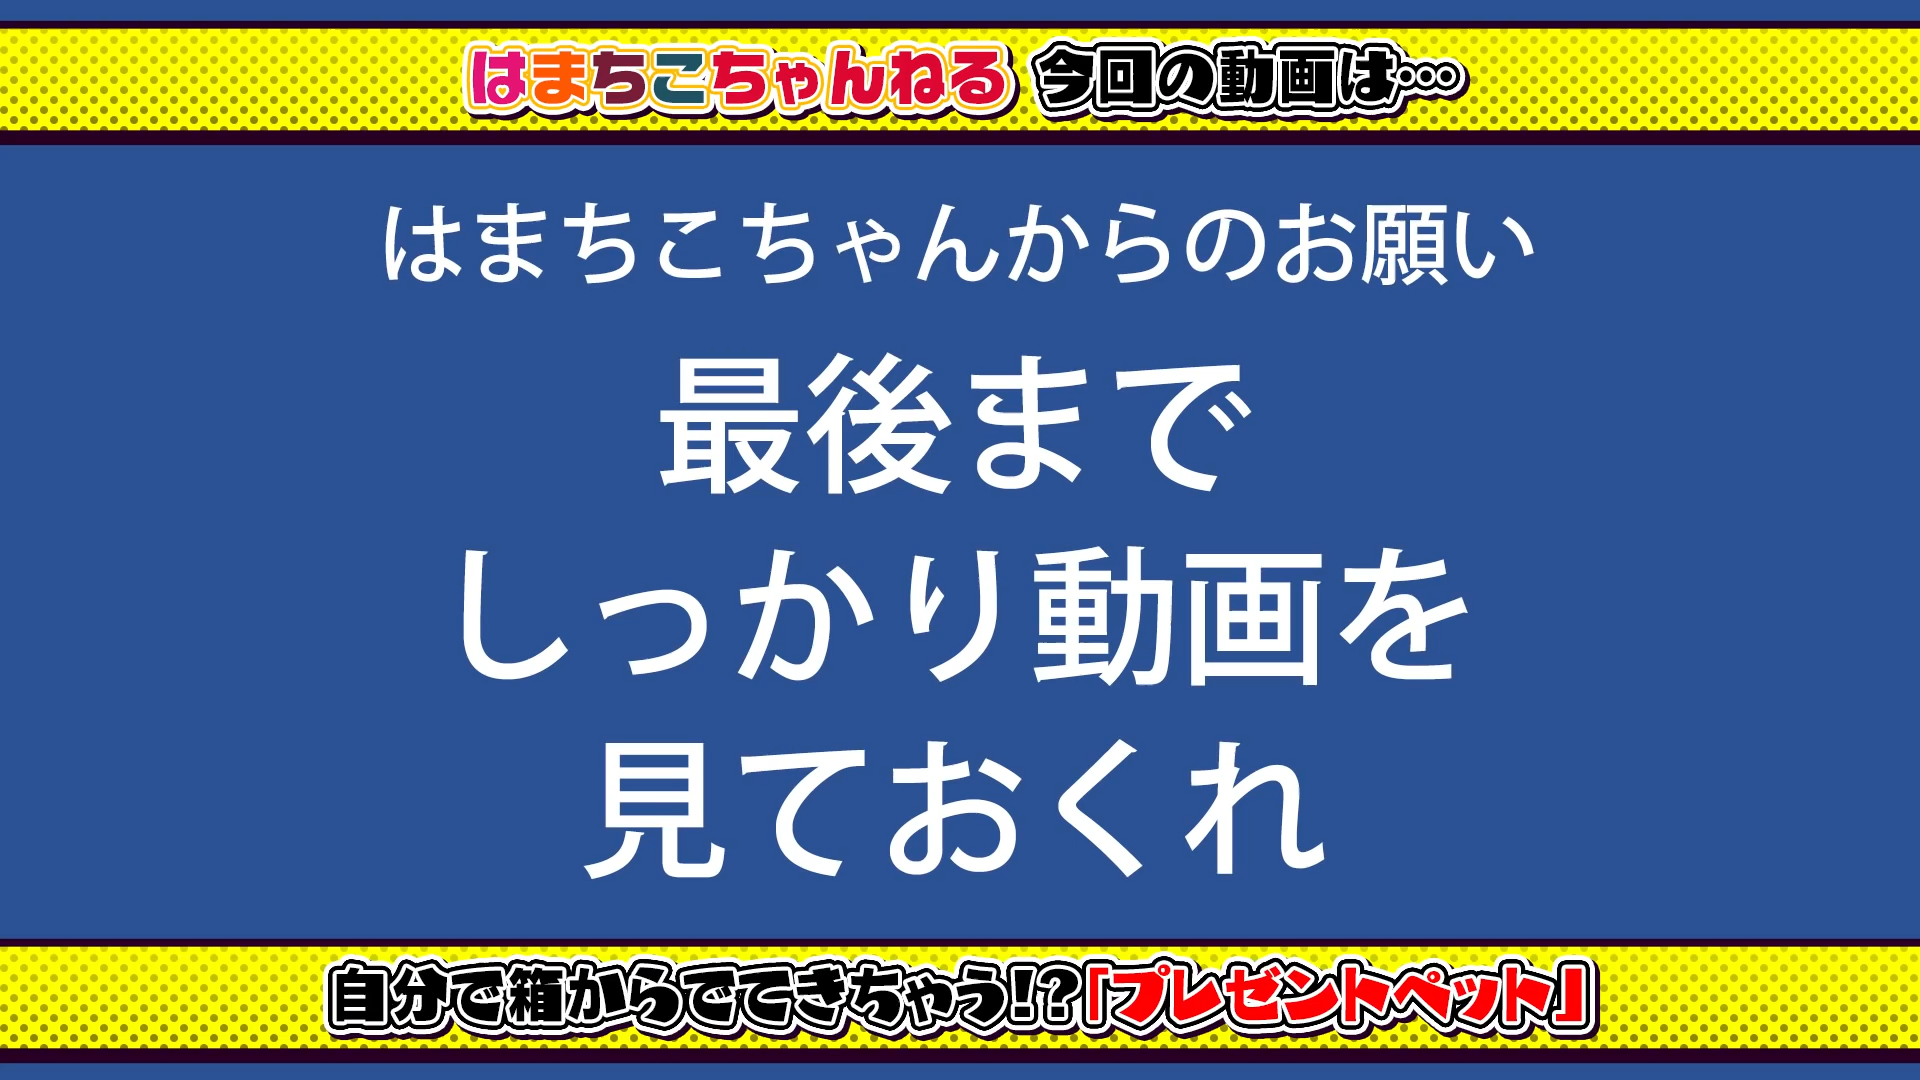 はまちこちゃんねる 今回の動画は…
はまちこちゃんからのお願い
最後まで
しっかり動画を
見ておくれ
自分で箱からでてきちゃう!?「プレゼントペット」